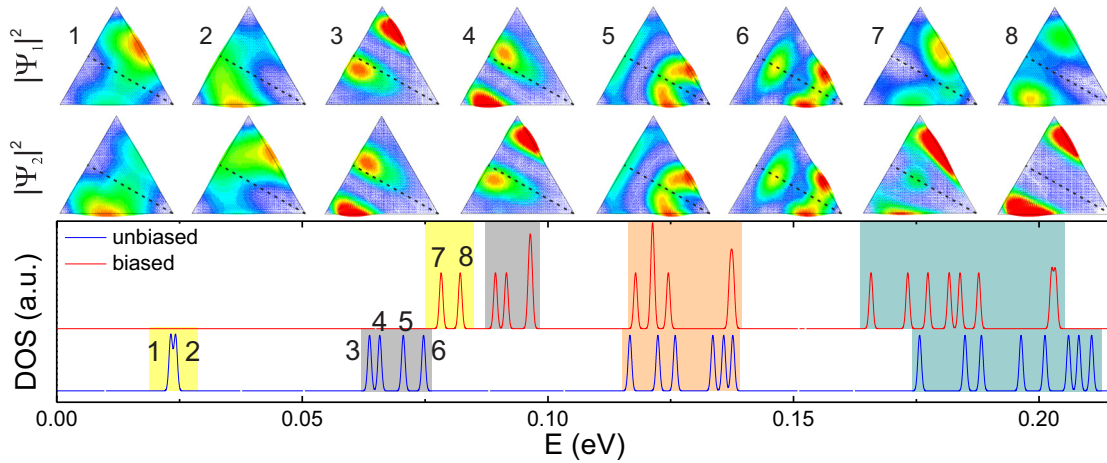 |Ψ₁|² 1 2 3 4 5 6 7 8
|Ψ₂|²
unbiased
biased
7 8
4 5
1 2 3 6
DOS (a.u.)
0.00 0.05 0.10 0.15 0.20
E (eV)